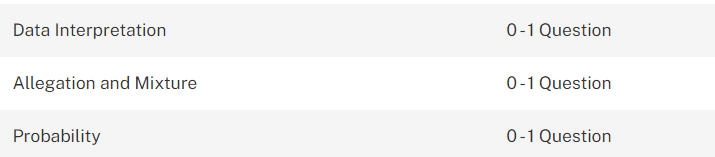 Data Interpretation 0 - 1 Question
Allegation and Mixture 0 - 1 Question
Probability 0 - 1 Question